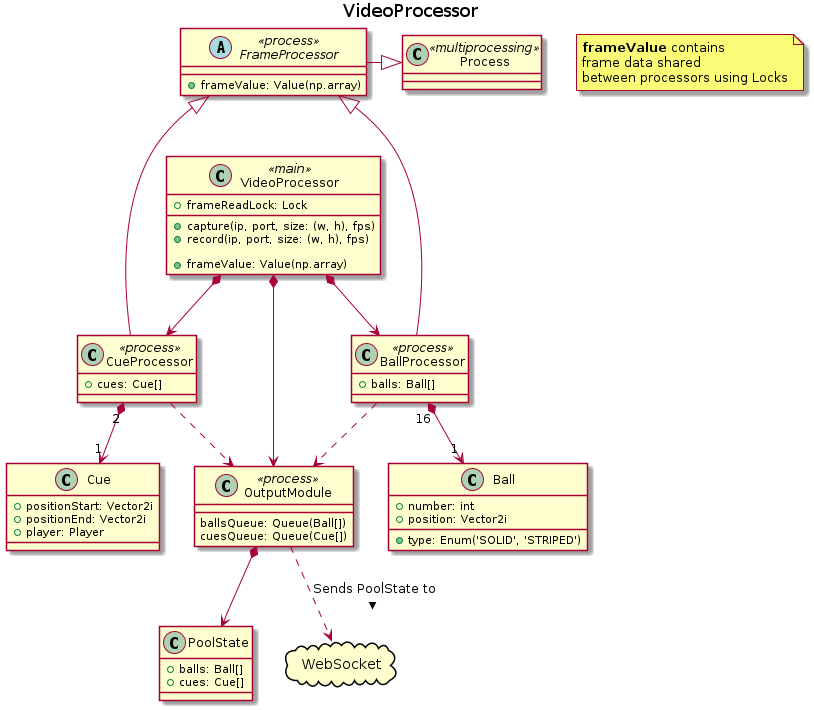 VideoProcessor
A «process»
FrameProcessor
frameValue: Value(np.array)
C «multiprocessing»
Process
frameValue contains
frame data shared
between processors using Locks
C «main»
VideoProcessor
frameReadLock: Lock
capture(ip, port, size: (w, h), fps)
record(ip, port, size: (w, h), fps)
frameValue: Value(np.array)
C «process»
CueProcessor
cues: Cue[]
C «process»
BallProcessor
balls: Ball[]
2
1
16
1
C Cue
positionStart: Vector2i
positionEnd: Vector2i
player: Player
C «process»
OutputModule
ballsQueue: Queue(Ball[])
cuesQueue: Queue(Cue[])
C Ball
number: int
position: Vector2i
type: Enum('SOLID', 'STRIPED')
Sends PoolState to
C PoolState
balls: Ball[]
cues: Cue[]
WebSocket